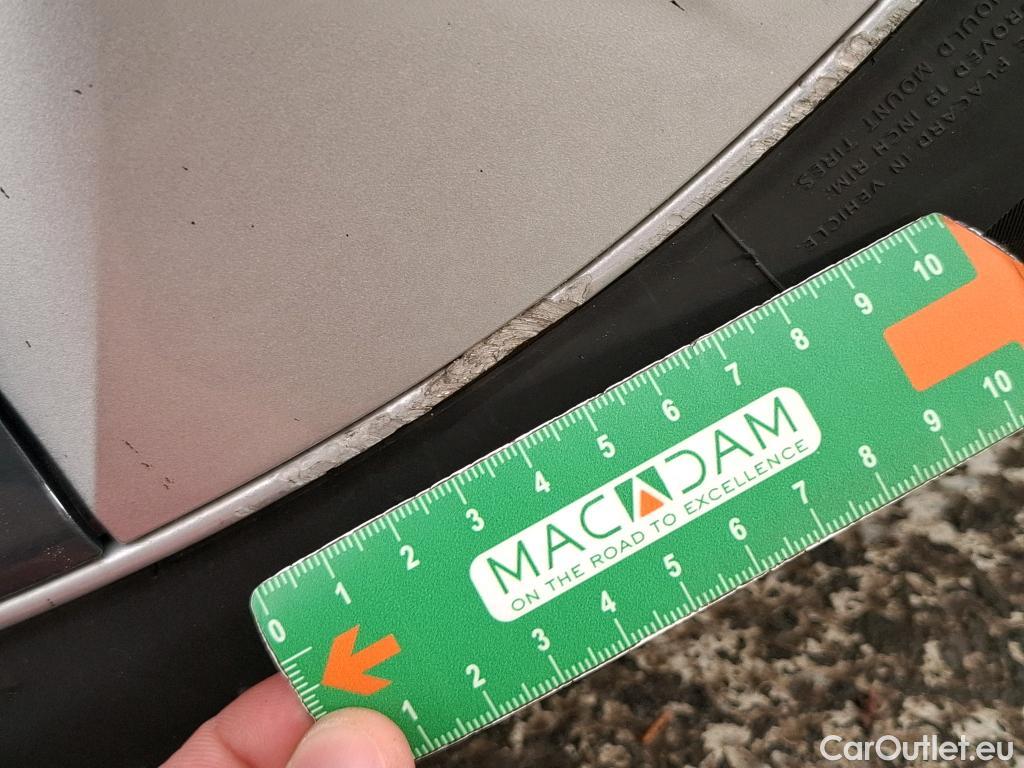 PLACARD IN VEHICLE.
ROVED 19 INCH RIM.
OULD MOUNT TIRES
0 1 2 3 4 5 6 7 8 9 10
MACADAM
ON THE ROAD TO EXCELLENCE
1 2 3 4 5 6 7 8 9 10
CarOutlet.eu